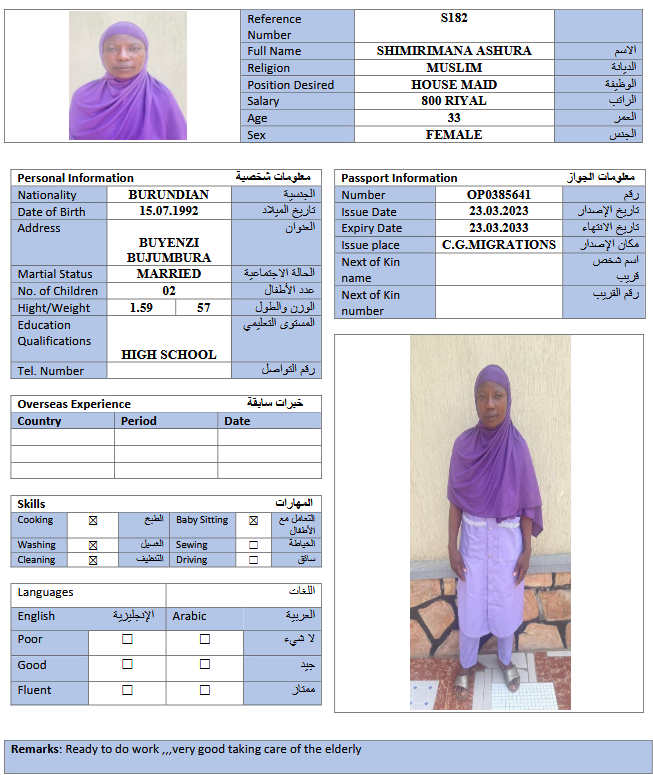 Reference Number S182
Full Name SHIMIRIMANA ASHURA الاسم
Religion MUSLIM الديانة
Position Desired HOUSE MAID الوظيفة
Salary 800 RIYAL الراتب
Age 33 العمر
Sex FEMALE الجنس
Personal Information معلومات شخصية
Nationality BURUNDIAN الجنسية
Date of Birth 15.07.1992 تاريخ الميلاد
Address BUYENZI BUJUMBURA العنوان
Martial Status MARRIED الحالة الاجتماعية
No. of Children 02 عدد الأطفال
Hight/Weight 1.59 57 الوزن والطول
Education Qualifications HIGH SCHOOL المستوى التعليمي
Tel. Number رقم التواصل
Passport Information معلومات الجواز
Number OP0385641 رقم
Issue Date 23.03.2023 تاريخ الإصدار
Expiry Date 23.03.2033 تاريخ الانتهاء
Issue place C.G.MIGRATIONS مكان الإصدار
Next of Kin name اسم شخص قريب
Next of Kin number رقم القريب
Overseas Experience خبرات سابقة
Country Period Date
Skills المهارات
Cooking ☒ الطبخ Baby Sitting ☒ التعامل مع الأطفال
Washing ☒ الغسيل Sewing ☐ الخياطة
Cleaning ☒ التنظيف Driving ☐ سائق
Languages اللغات
English الإنجليزية Arabic العربية
Poor ☐ ☐ لا شيء
Good ☐ ☐ جيد
Fluent ☐ ☐ ممتاز
Remarks: Ready to do work ,,,very good taking care of the elderly